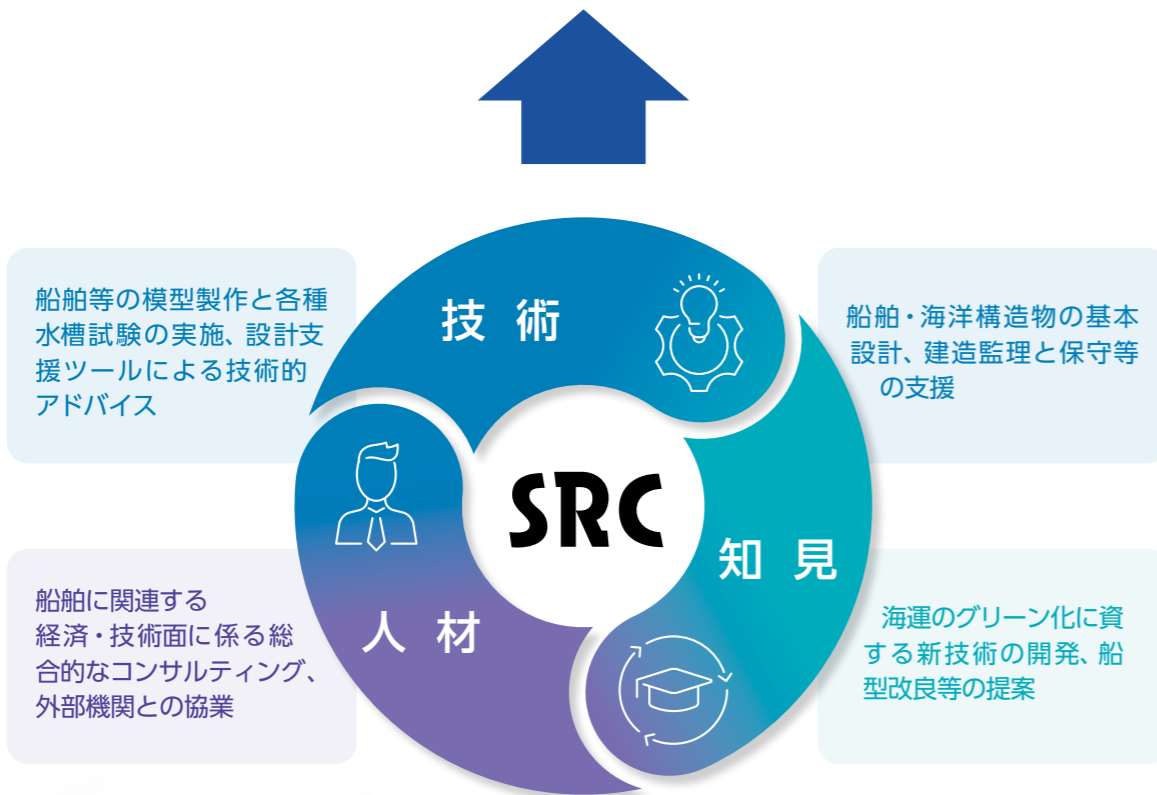 技術
船舶等の模型製作と各種
水槽試験の実施、設計支
援ツールによる技術的
アドバイス
船舶・海洋構造物の基本
設計、建造監理と保守等
の支援
SRC
知見
人材
船舶に関連する
経済・技術面に係る総
合的なコンサルティング、
外部機関との協業
海運のグリーン化に資
する新技術の開発、船
型改良等の提案